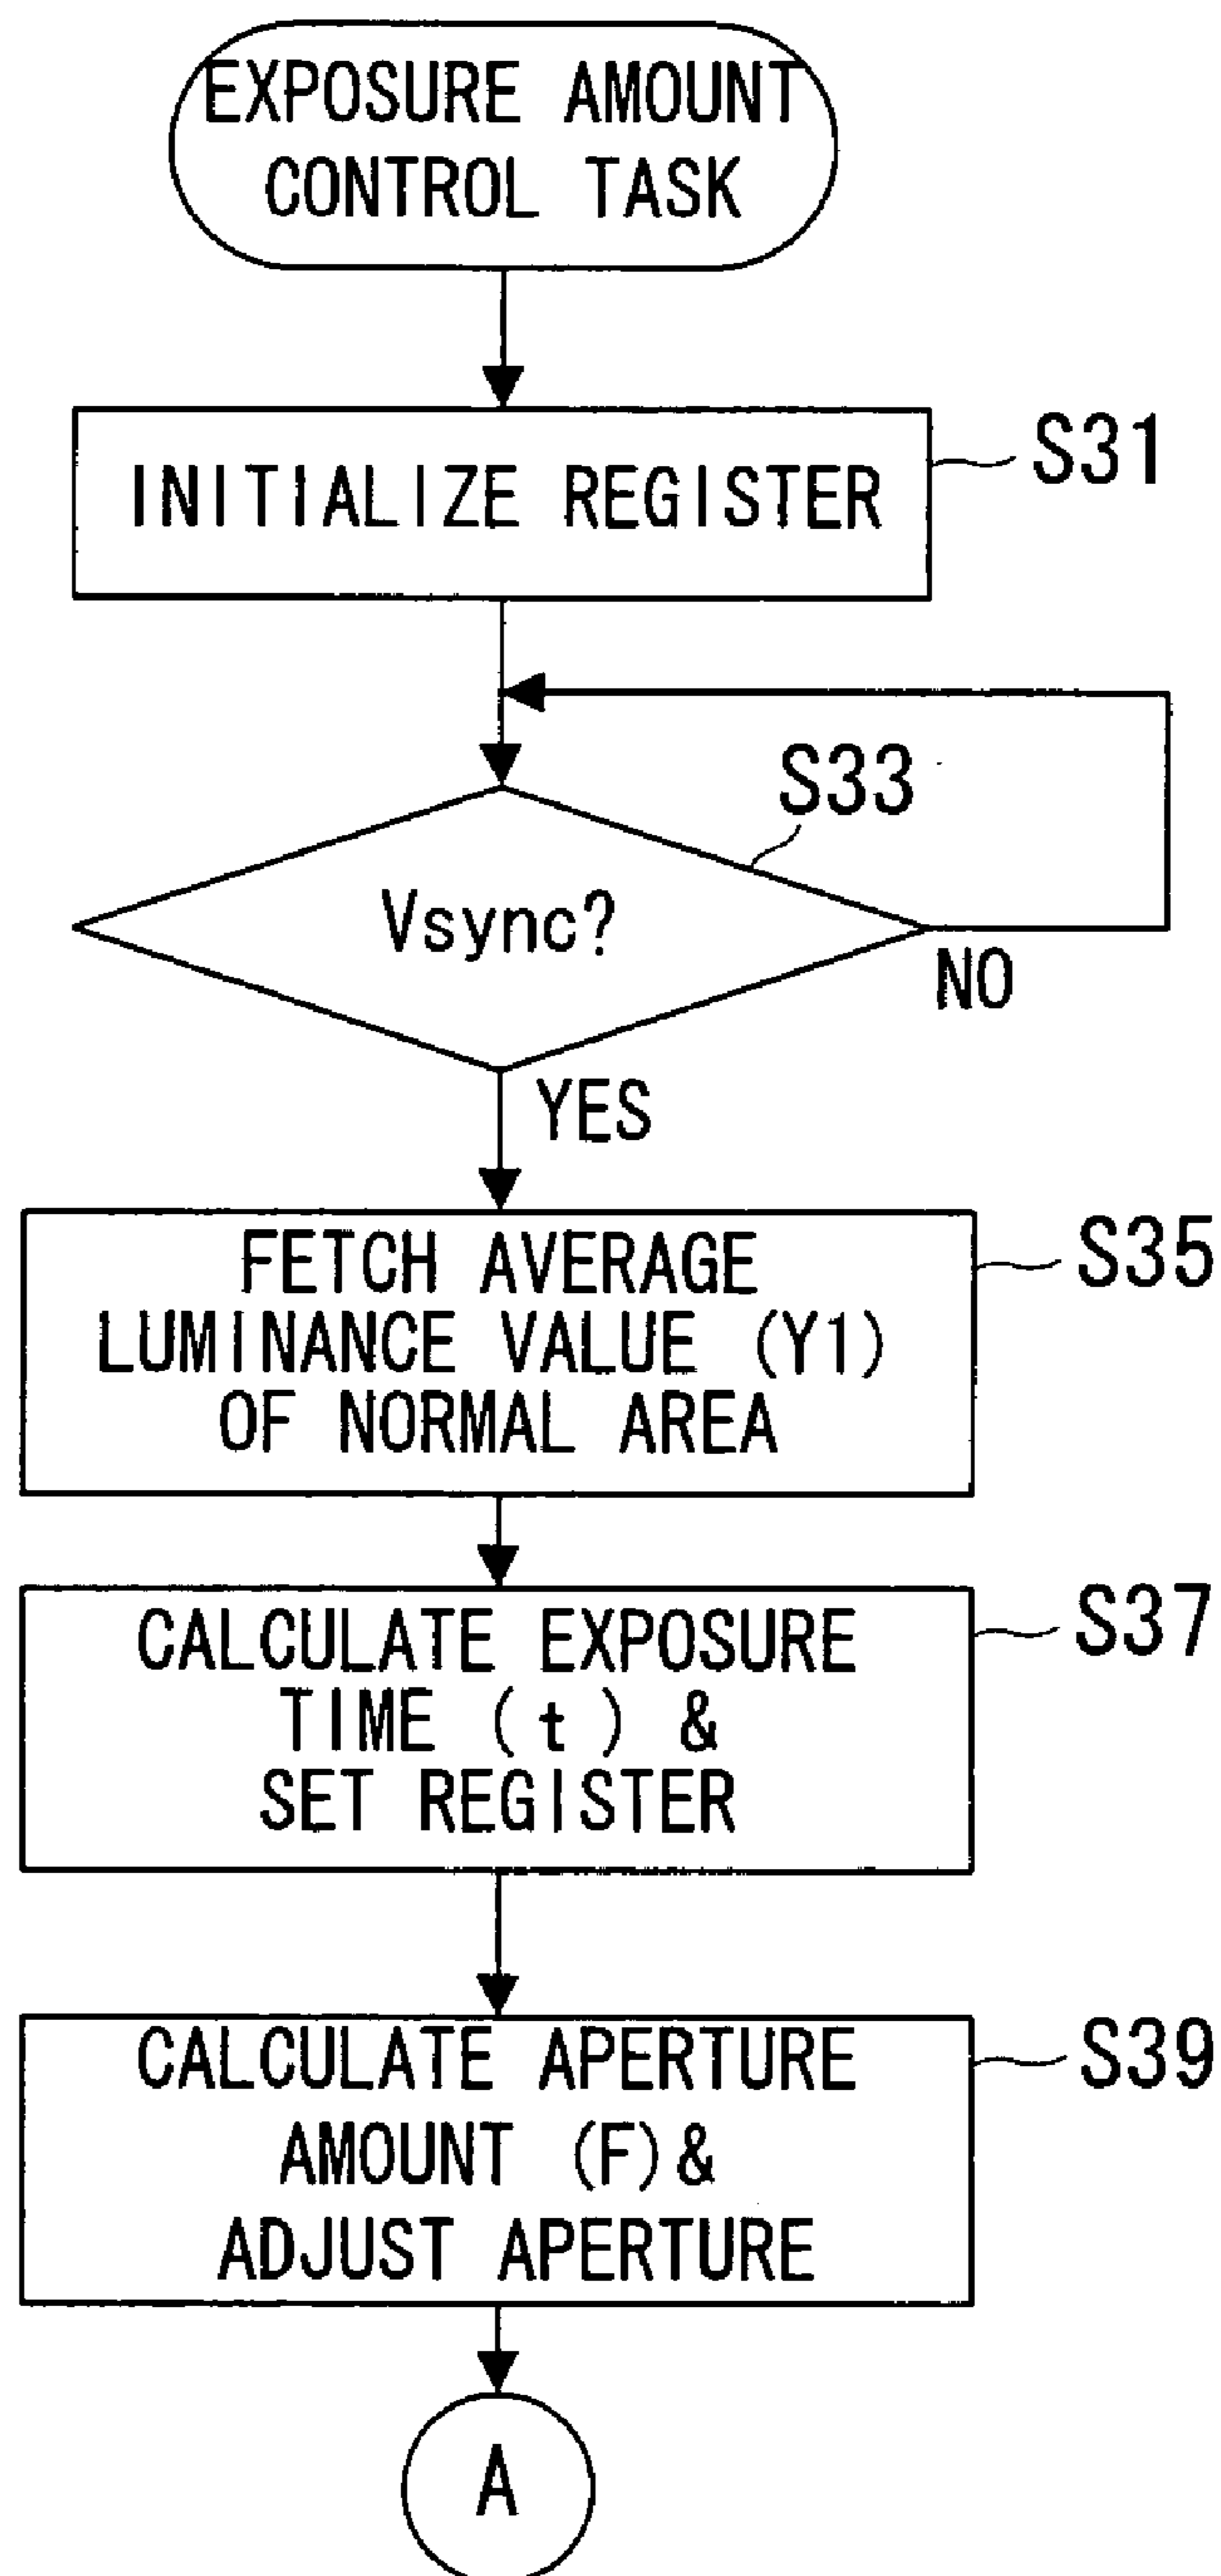 EXPOSURE AMOUNT
CONTROL TASK
INITIALIZE REGISTER
S31
S33
Vsync?
NO
YES
FETCH AVERAGE
LUMINANCE VALUE (Y1)
OF NORMAL AREA
S35
CALCULATE EXPOSURE
TIME (t) &
SET REGISTER
S37
CALCULATE APERTURE
AMOUNT (F)&
ADJUST APERTURE
S39
A